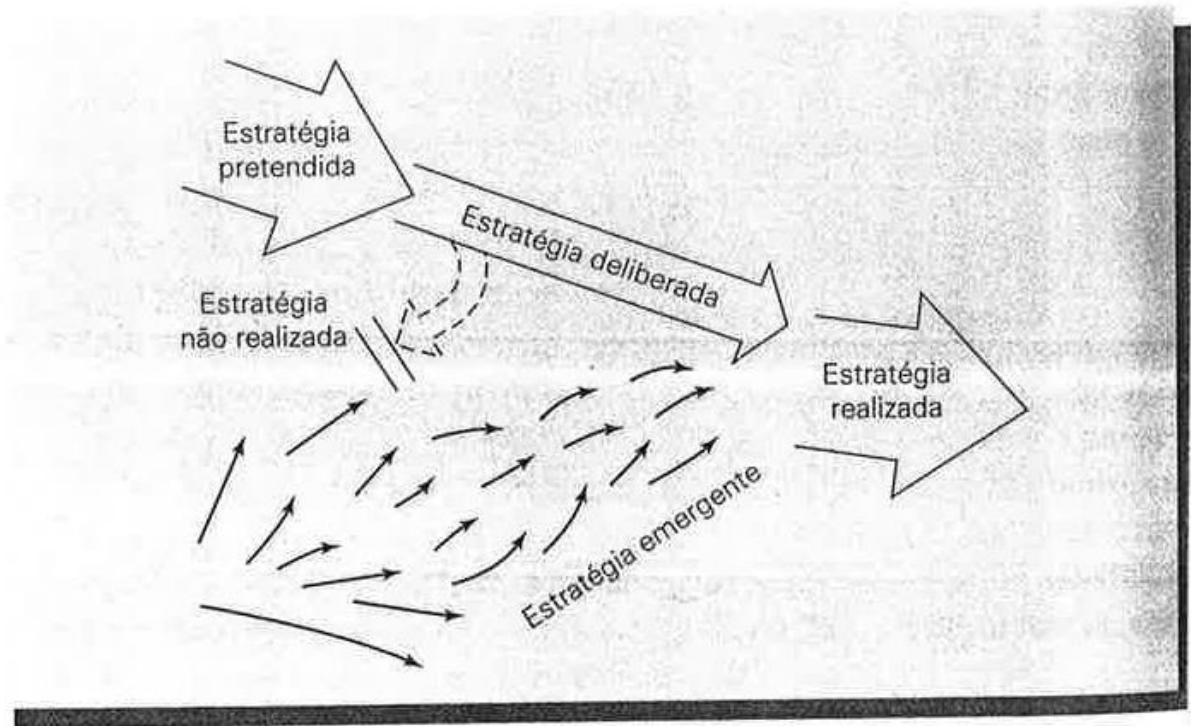 Estratégia
pretendida
Estratégia deliberada
Estratégia
não realizada
Estratégia
realizada
Estratégia emergente